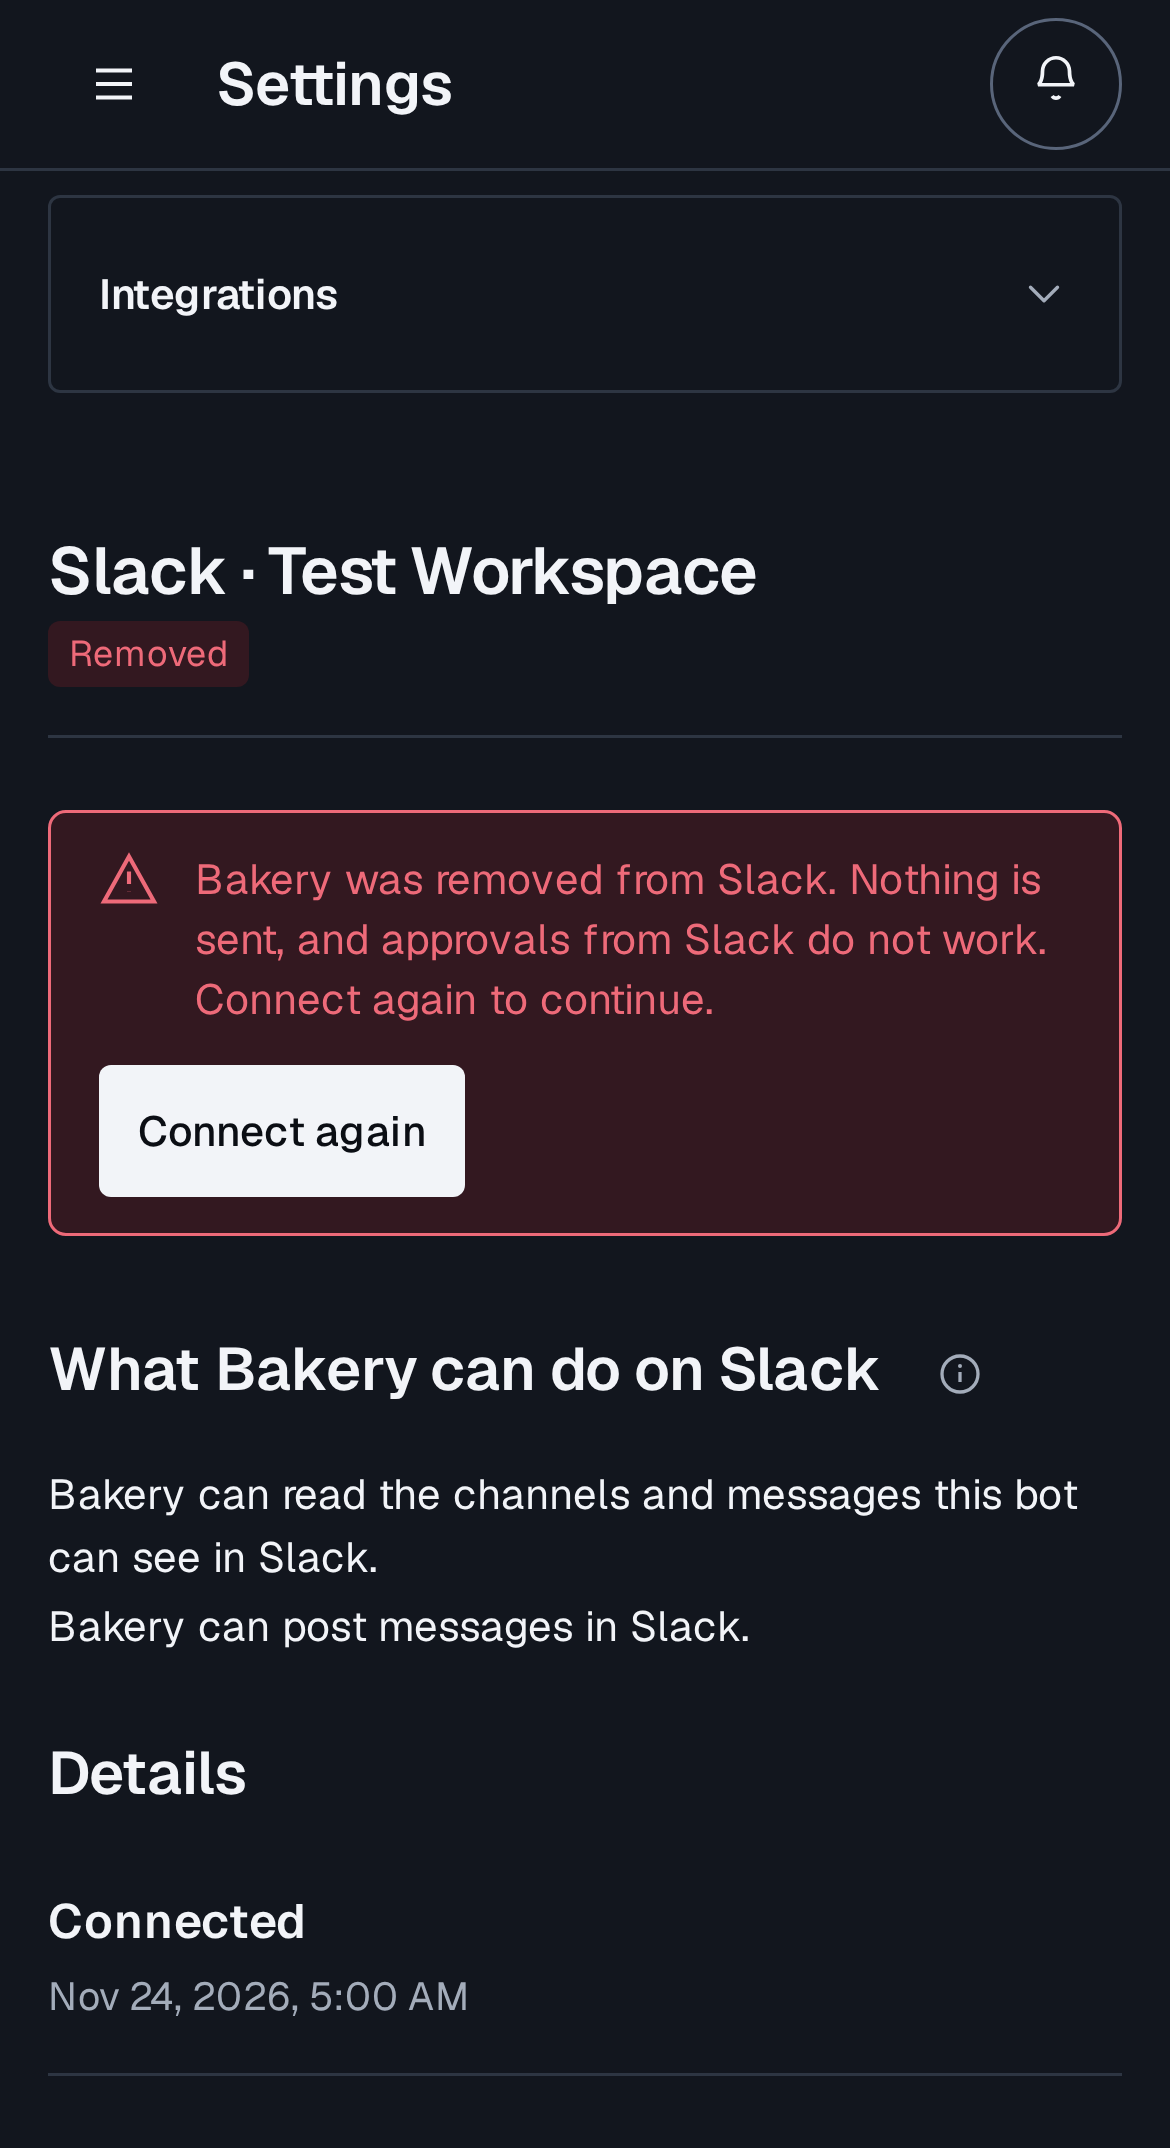 Settings
Integrations
Slack · Test Workspace
Removed
Bakery was removed from Slack. Nothing is
sent, and approvals from Slack do not work.
Connect again to continue.
Connect again
What Bakery can do on Slack
Bakery can read the channels and messages this bot
can see in Slack.
Bakery can post messages in Slack.
Details
Connected
Nov 24, 2026, 5:00 AM